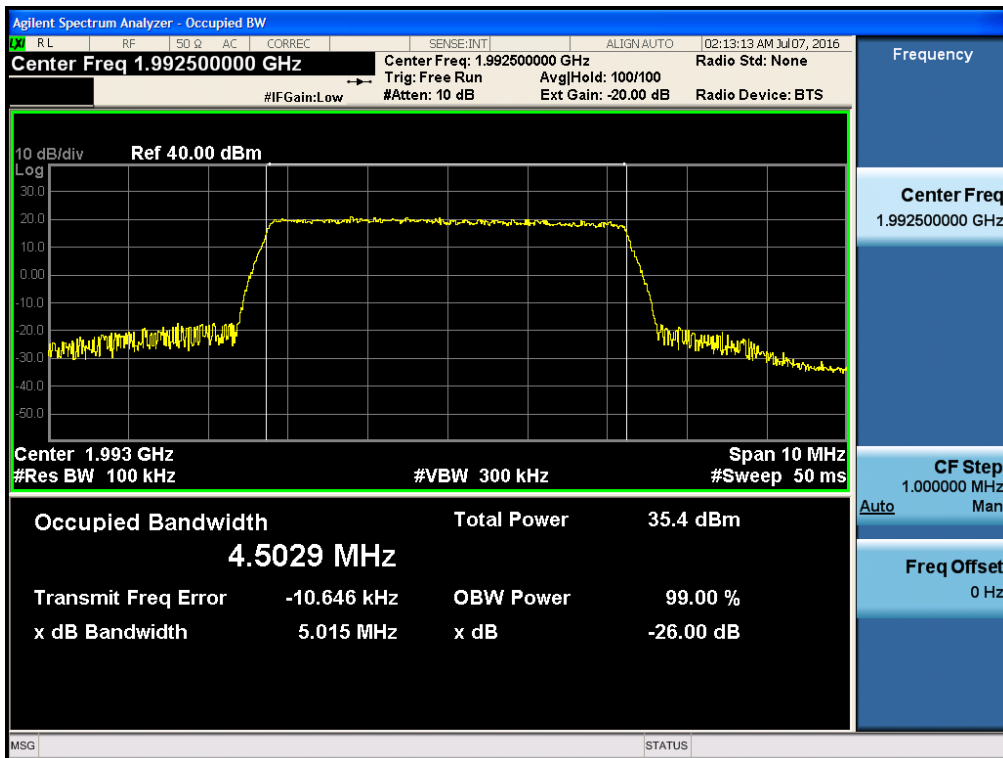 Agilent Spectrum Analyzer - Occupied BW
LXI RL RF 50 Ω AC CORREC SENSE:INT ALIGN AUTO 02:13:13 AM Jul 07, 2016
Center Freq 1.992500000 GHz
Center Freq: 1.992500000 GHz Radio Std: None
Trig: Free Run Avg|Hold: 100/100
#IFGain:Low #Atten: 10 dB Ext Gain: -20.00 dB Radio Device: BTS
10 dB/div Ref 40.00 dBm
Log
30.0
20.0
10.0
0.00
-10.0
-20.0
-30.0
-40.0
-50.0
Center 1.993 GHz Span 10 MHz
#Res BW 100 kHz #VBW 300 kHz #Sweep 50 ms
Occupied Bandwidth Total Power 35.4 dBm
4.5029 MHz
Transmit Freq Error -10.646 kHz OBW Power 99.00 %
x dB Bandwidth 5.015 MHz x dB -26.00 dB
Frequency
Center Freq
1.992500000 GHz
CF Step
1.000000 MHz
Auto Man
Freq Offset
0 Hz
MSG STATUS